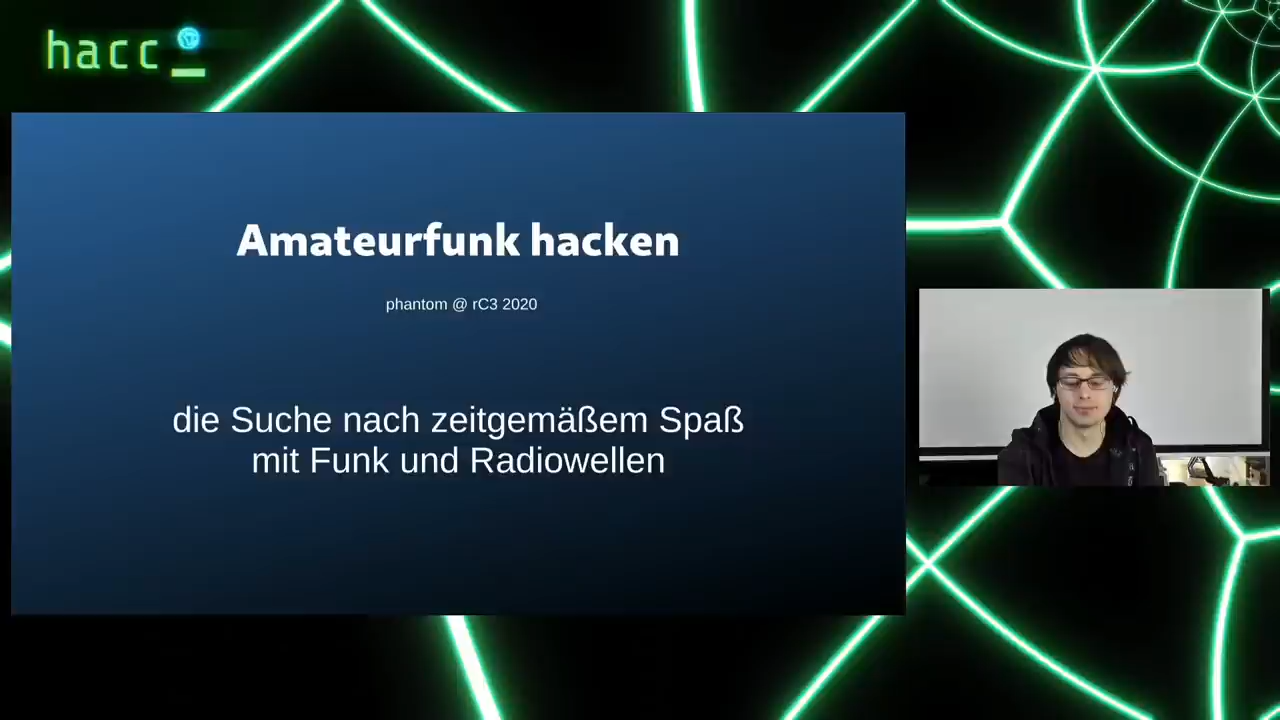 hacc
Amateurfunk hacken
phantom @ rC3 2020
die Suche nach zeitgemäßem Spaß
mit Funk und Radiowellen